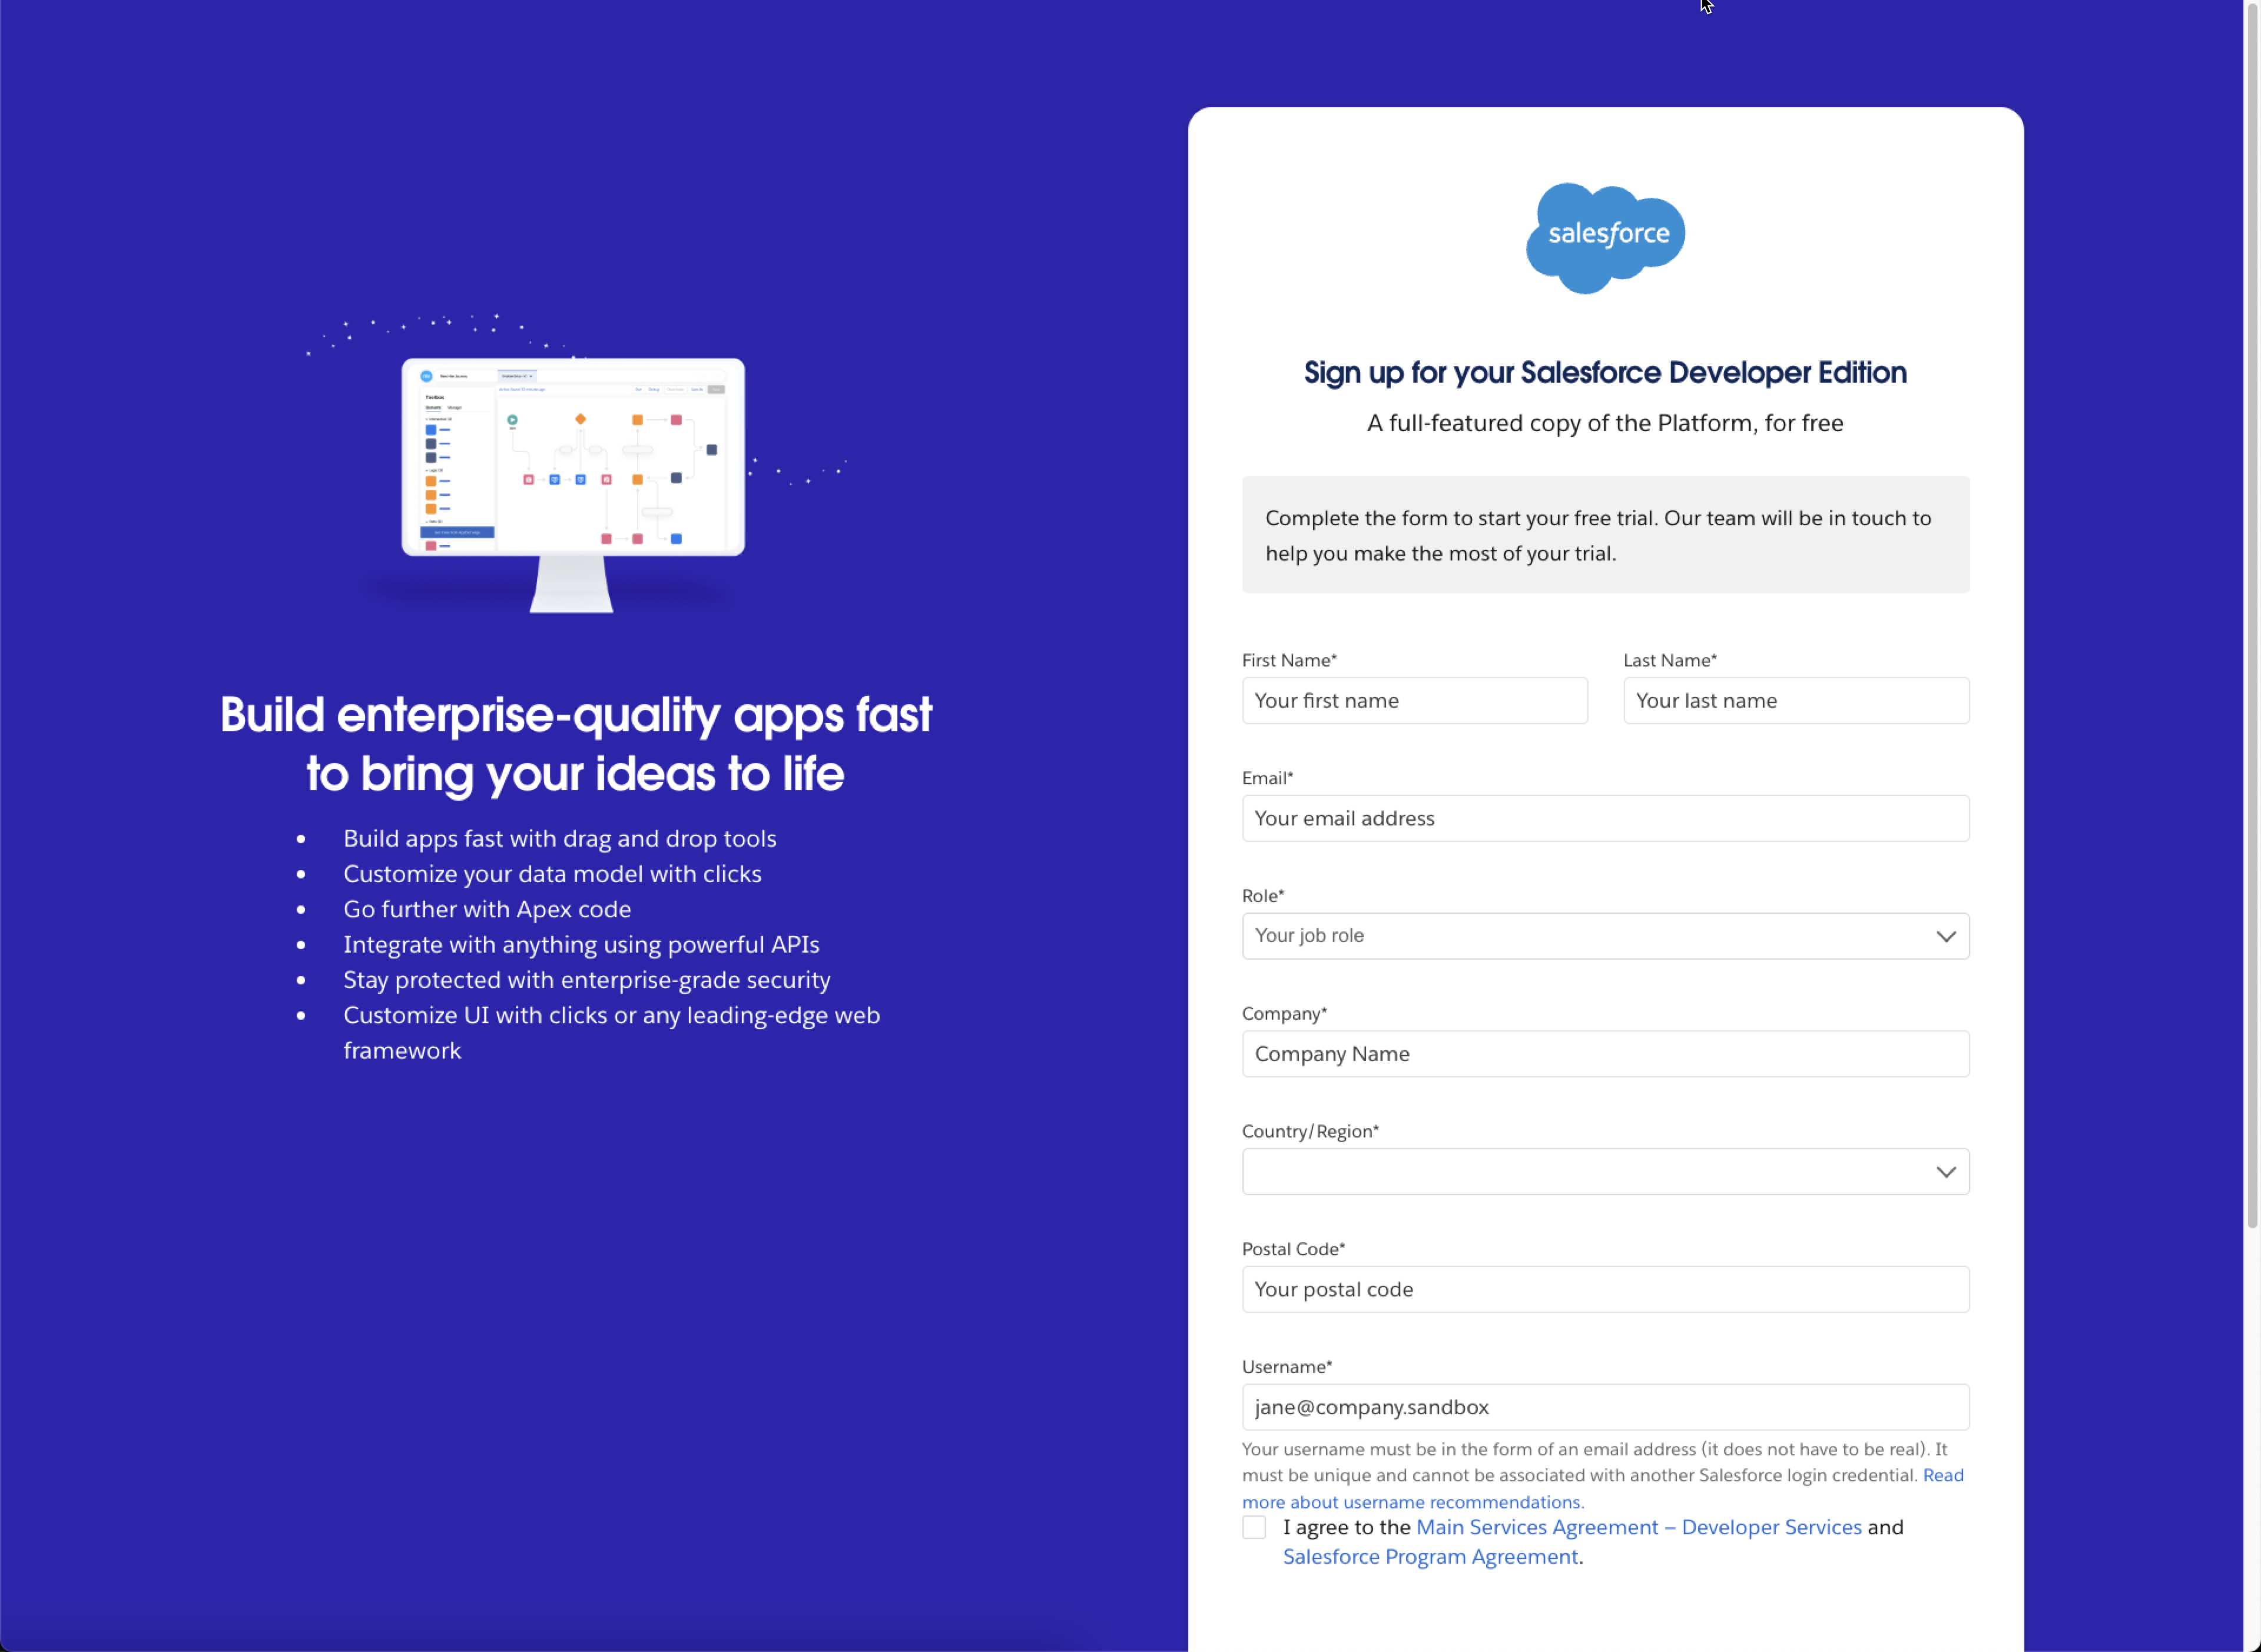 Toolbox
Build enterprise-quality apps fast
to bring your ideas to life
• Build apps fast with drag and drop tools
• Customize your data model with clicks
• Go further with Apex code
• Integrate with anything using powerful APIs
• Stay protected with enterprise-grade security
• Customize UI with clicks or any leading-edge web
framework
salesforce
Sign up for your Salesforce Developer Edition
A full-featured copy of the Platform, for free
Complete the form to start your free trial. Our team will be in touch to
help you make the most of your trial.
First Name* Last Name*
Your first name Your last name
Email*
Your email address
Role*
Your job role
Company*
Company Name
Country/Region*
Postal Code*
Your postal code
Username*
jane@company.sandbox
Your username must be in the form of an email address (it does not have to be real). It
must be unique and cannot be associated with another Salesforce login credential. Read
more about username recommendations.
I agree to the Main Services Agreement – Developer Services and
Salesforce Program Agreement.